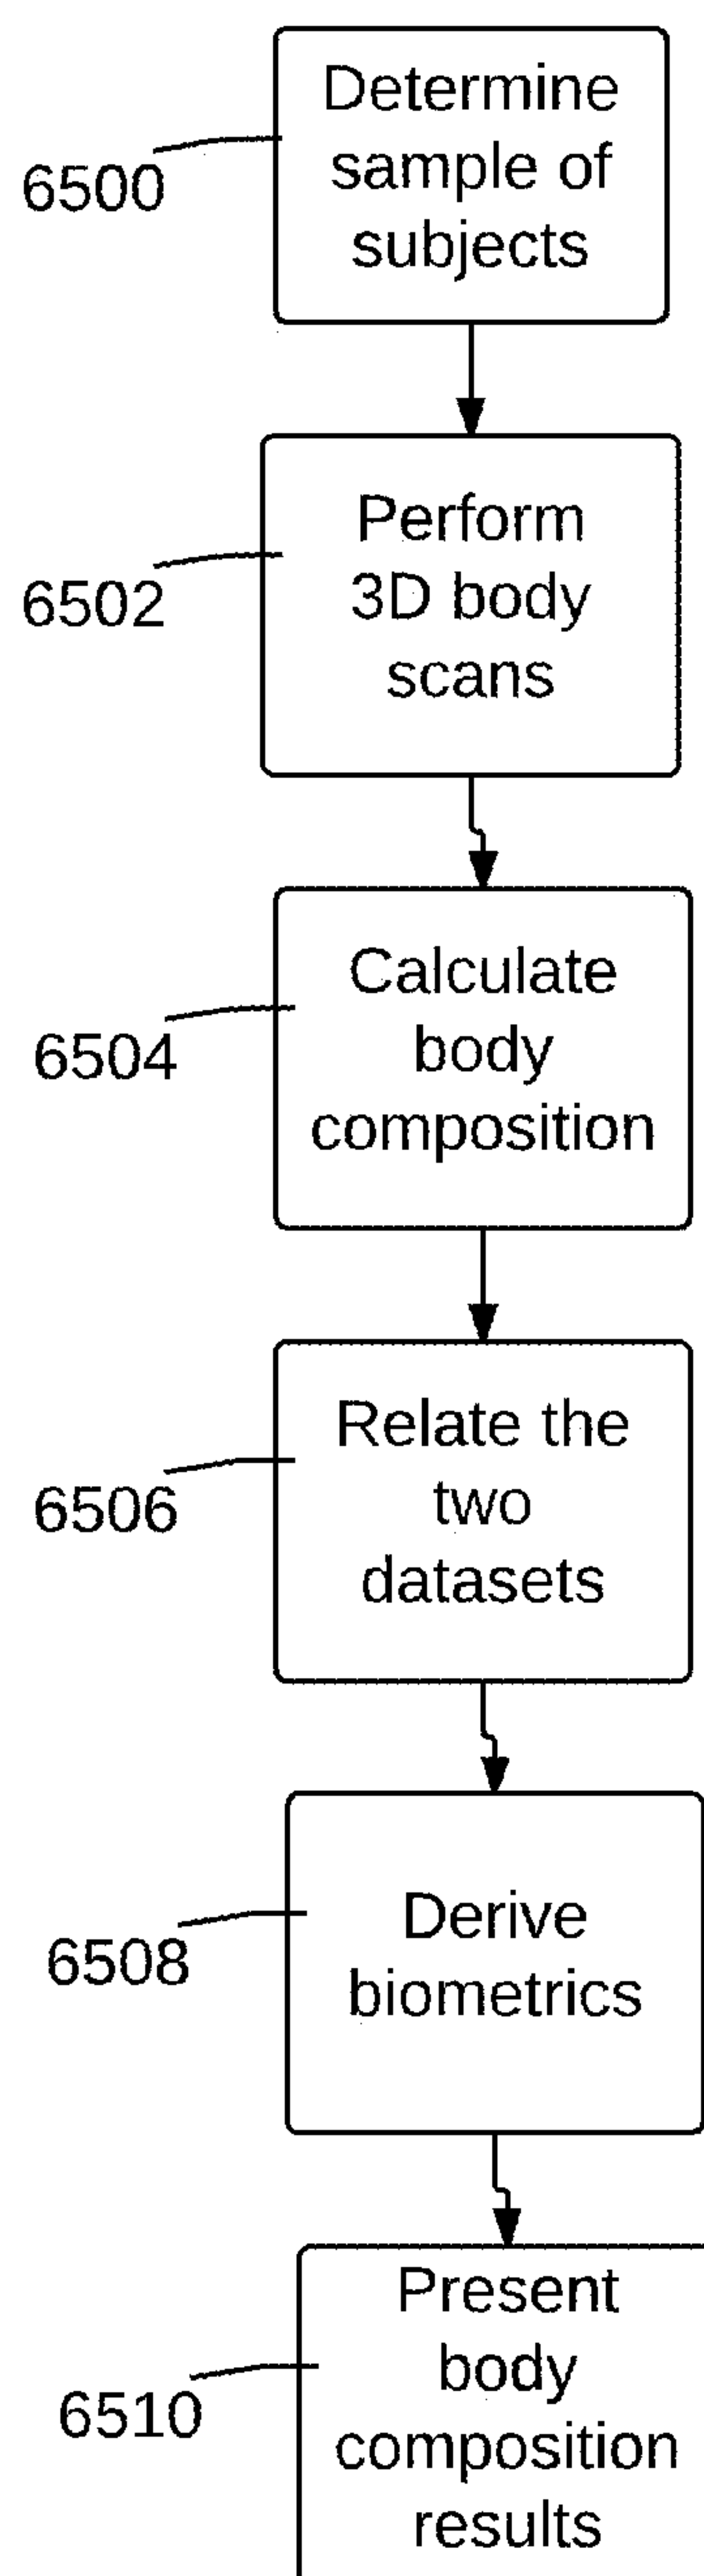 Determine
sample of
subjects
6500
Perform
3D body
scans
6502
Calculate
body
composition
6504
Relate the
two
datasets
6506
Derive
biometrics
6508
Present
body
composition
results
6510